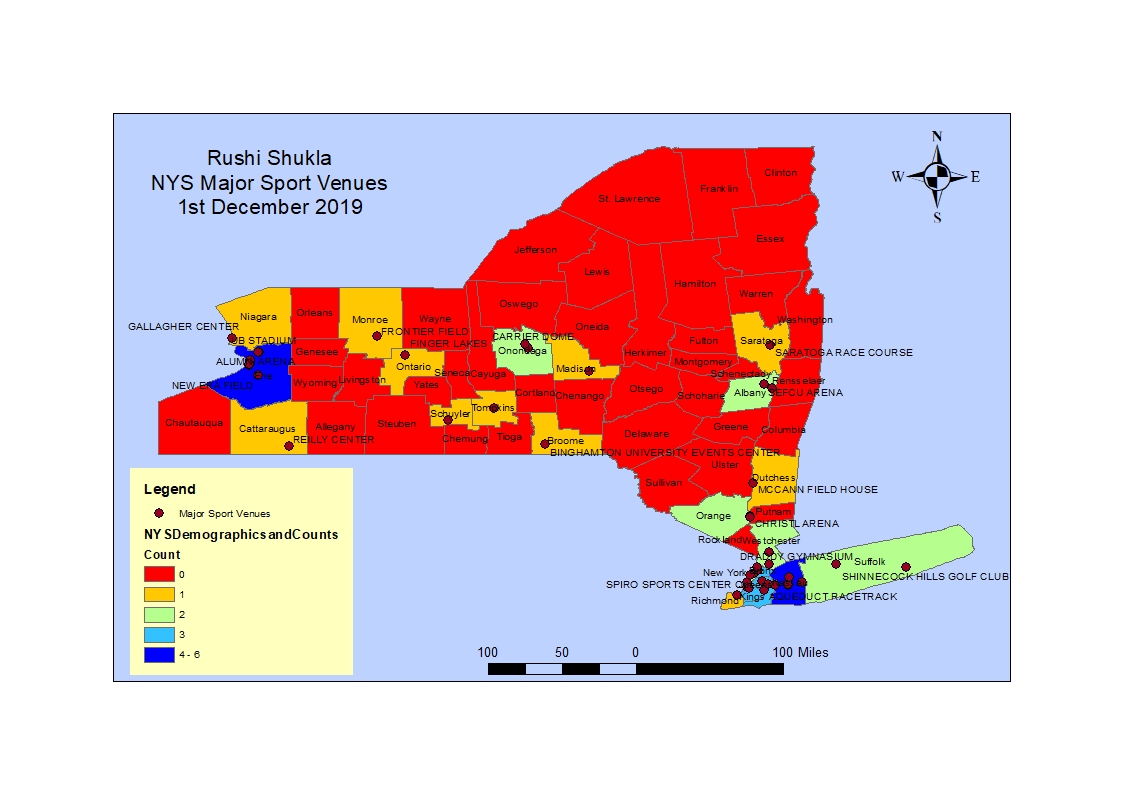 Rushi Shukla
NYS Major Sport Venues
1st December 2019
N
W E
S
Clinton
Franklin
St. Lawrence
Essex
Jefferson
Lewis
Hamilton
Warren
Oswego
Washington
Niagara
Orleans
Monroe
Wayne
Oneida
GALLAGHER CENTER
FRONTIER FIELD
CARRIER DOME
Fulton
Saratoga
STADIUM
FINGER LAKES
Onondaga
Herkimer
SARATOGA RACE COURSE
Genesee
Montgomery
ALUMNI ARENA
Ontario
Seneca
Cayuga
Madison
Schenectady
Rensselaer
NEW ERA FIELD
Wyoming
Livingston
Yates
Cortland
Chenango
Otsego
Schoharie
Albany
SEFCU ARENA
Chautauqua
Cattaraugus
Allegany
Steuben
Schuyler
Tompkins
Greene
Columbia
REILLY CENTER
Chemung
Tioga
Broome
Delaware
BINGHAMTON UNIVERSITY EVENTS CENTER
Ulster
Sullivan
Dutchess
MCCANN FIELD HOUSE
Orange
Putnam
CHRISTL ARENA
Rockland
Westchester
DRADDY GYMNASIUM
Suffolk
New York
SHINNECOCK HILLS GOLF CLUB
SPIRO SPORTS CENTER
Richmond
Kings
AQUEDUCT RACETRACK
Legend
Major Sport Venues
NYSDemographicsandCounts
Count
0
1
2
3
4 - 6
100 50 0 100 Miles